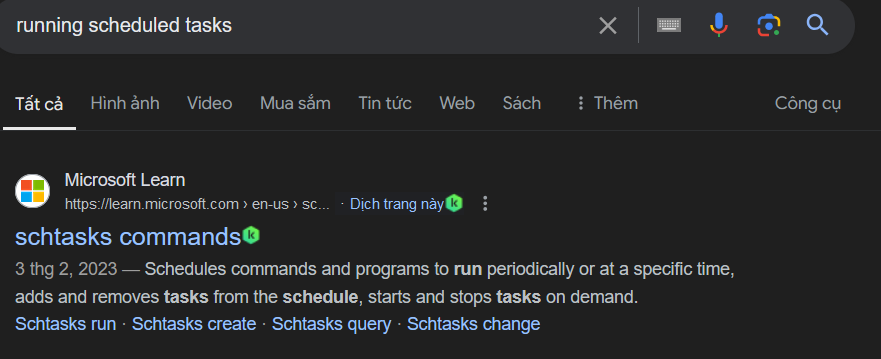 running scheduled tasks
Tất cả Hình ảnh Video Mua sắm Tin tức Web Sách Thêm Công cụ
Microsoft Learn
https://learn.microsoft.com › en-us › sc... · Dịch trang này
schtasks commands
3 thg 2, 2023 — Schedules commands and programs to run periodically or at a specific time,
adds and removes tasks from the schedule, starts and stops tasks on demand.
Schtasks run · Schtasks create · Schtasks query · Schtasks change